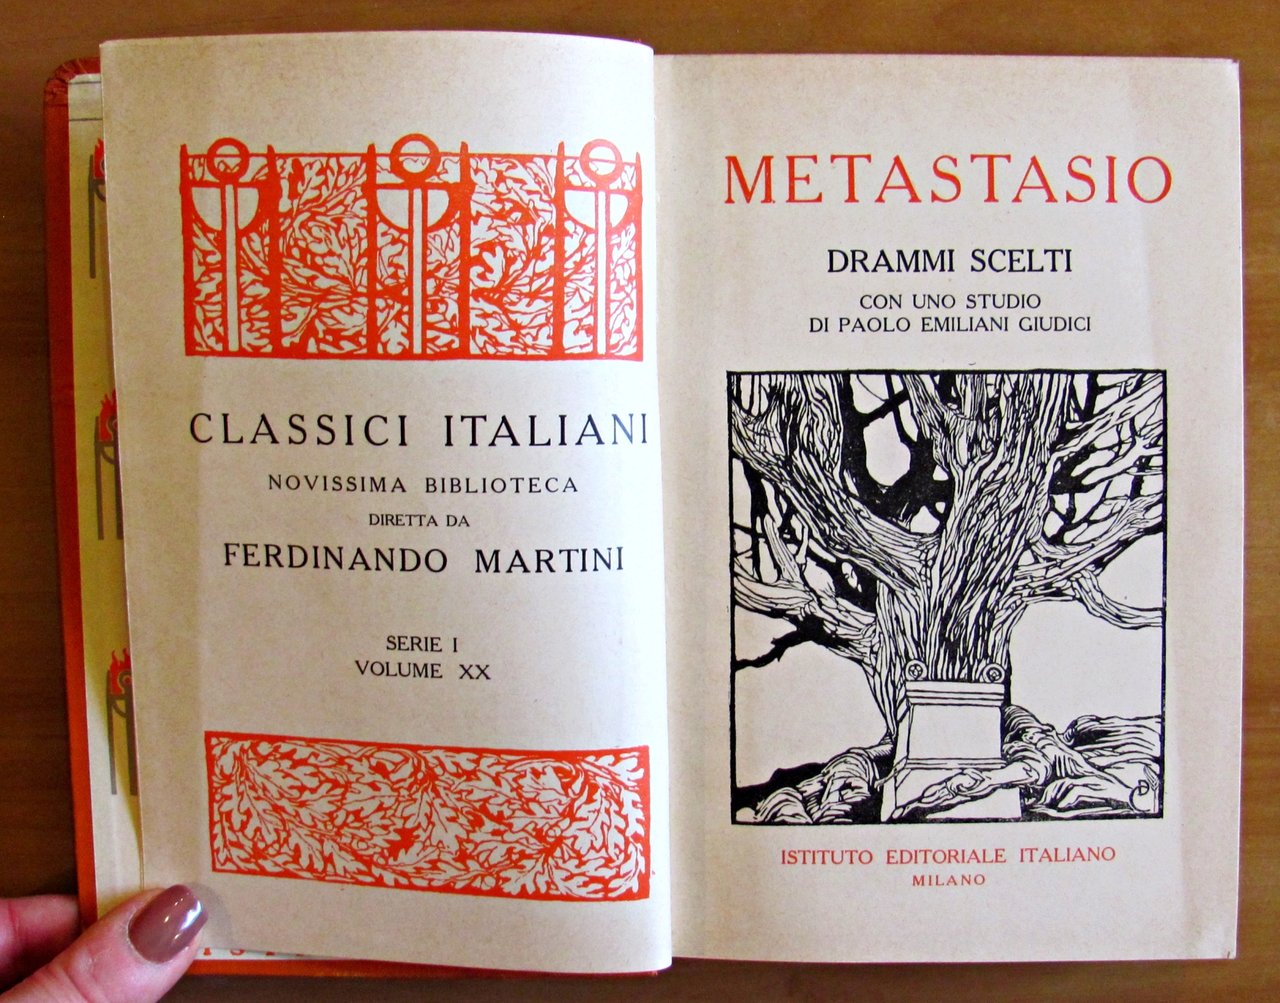 CLASSICI ITALIANI
NOVISSIMA BIBLIOTECA
DIRETTA DA
FERDINANDO MARTINI
SERIE I
VOLUME XX
METASTASIO
DRAMMI SCELTI
CON UNO STUDIO
DI PAOLO EMILIANI GIUDICI
ISTITUTO EDITORIALE ITALIANO
MILANO